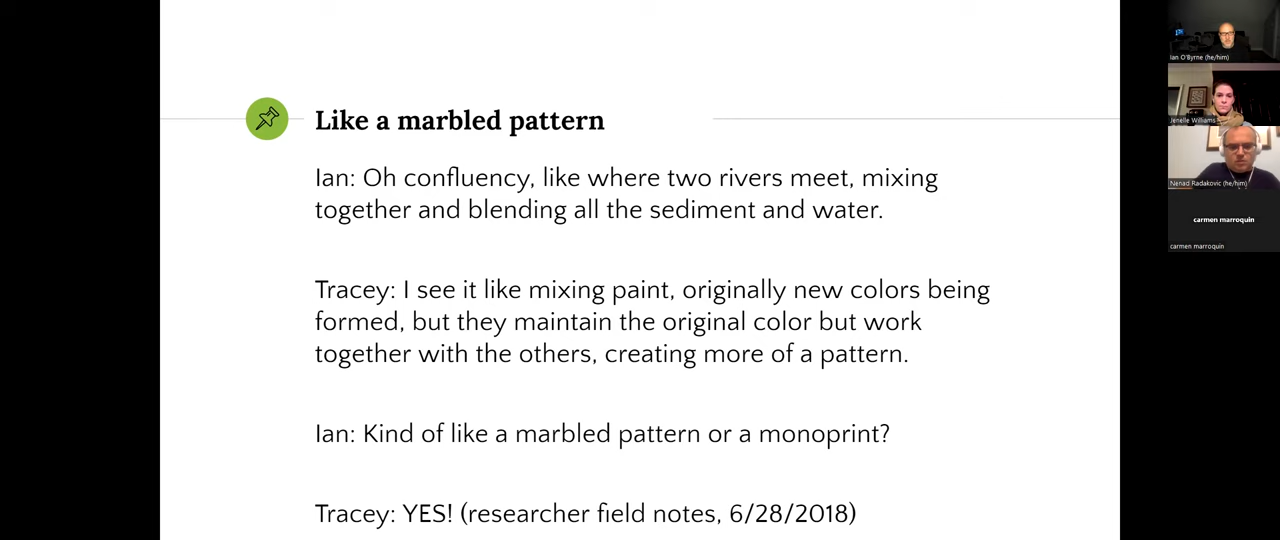 Like a marbled pattern
Ian: Oh confluency, like where two rivers meet, mixing
together and blending all the sediment and water.
Tracey: I see it like mixing paint, originally new colors being
formed, but they maintain the original color but work
together with the others, creating more of a pattern.
Ian: Kind of like a marbled pattern or a monoprint?
Tracey: YES! (researcher field notes, 6/28/2018)
Ian O'Byrne (he/him)
Jenelle Williams
Nenad Radakovic (he/him)
carmen marroquin
carmen marroquin